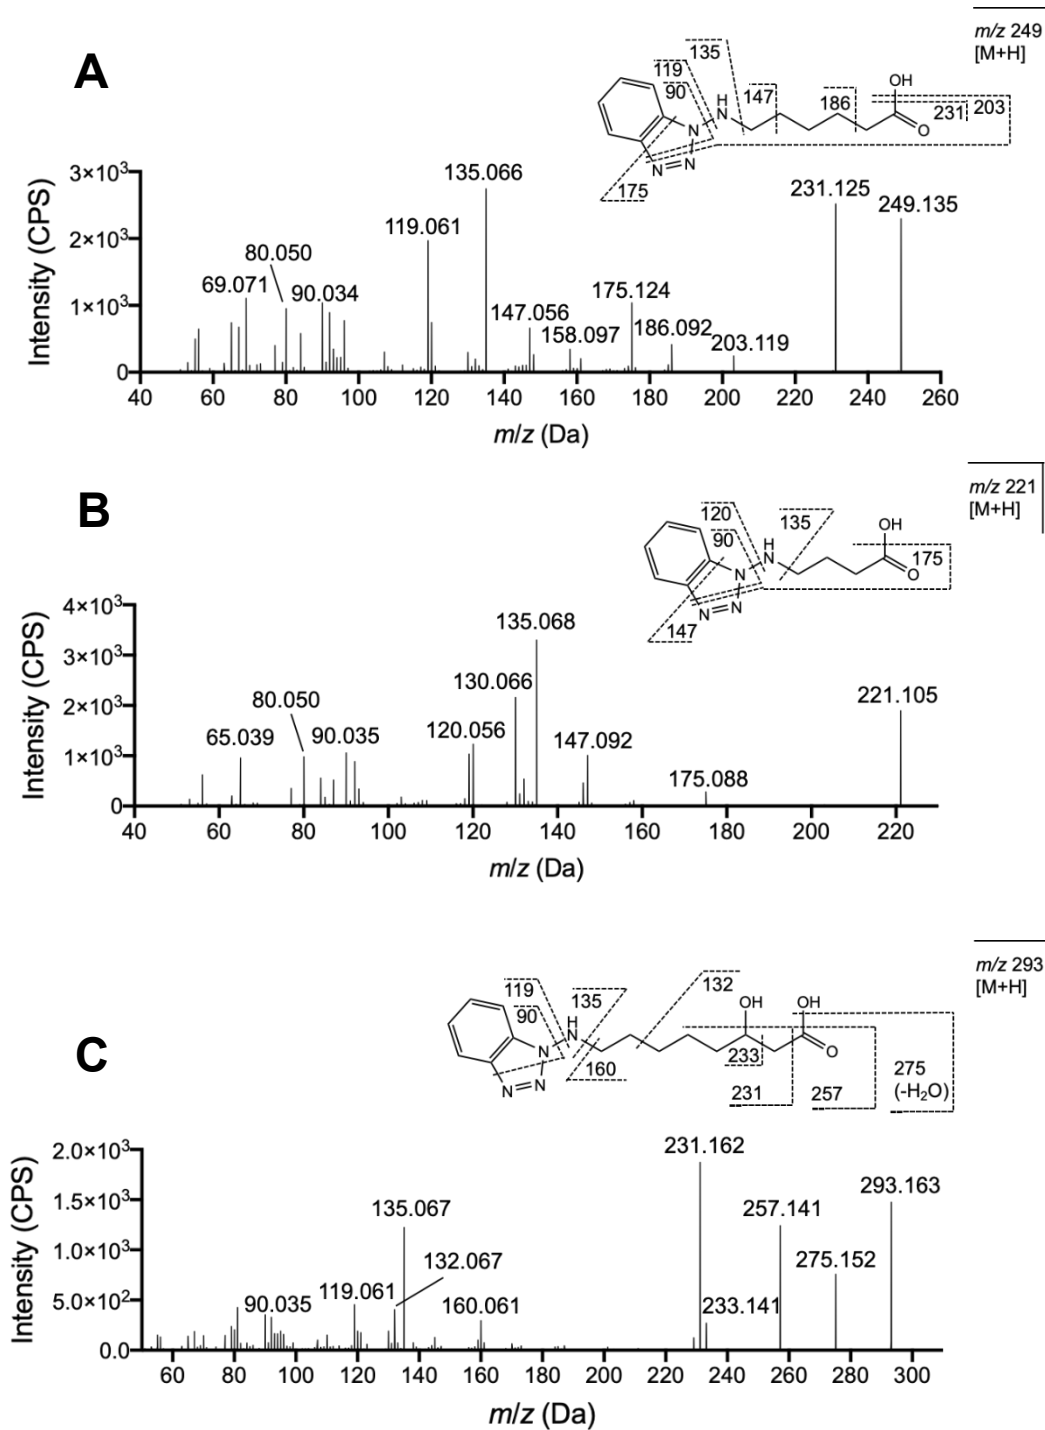 A
m/z 249
[M+H]
135
119
90
H
N
147
186
OH
231
203
O
N
N=N
175
Intensity (CPS)
3×10³
2×10³
1×10³
0
135.066
231.125
249.135
119.061
80.050
69.071
90.034
175.124
147.056
186.092
158.097
203.119
40 60 80 100 120 140 160 180 200 220 240 260
m/z (Da)
B
m/z 221
[M+H]
120
90
H
N
135
OH
175
O
N
N=N
147
Intensity (CPS)
4×10³
3×10³
2×10³
1×10³
0
135.068
130.066
221.105
80.050
120.056
65.039
90.035
147.092
175.088
40 60 80 100 120 140 160 180 200 220
m/z (Da)
C
m/z 293
[M+H]
119
90
135
H
N
132
OH
OH
O
N
N=N
160
233
231
257
275
(-H₂O)
Intensity (CPS)
2.0×10³
1.5×10³
1.0×10³
5.0×10²
0.0
231.162
293.163
257.141
135.067
275.152
132.067
119.061
90.035
160.061
233.141
60 80 100 120 140 160 180 200 220 240 260 280 300
m/z (Da)